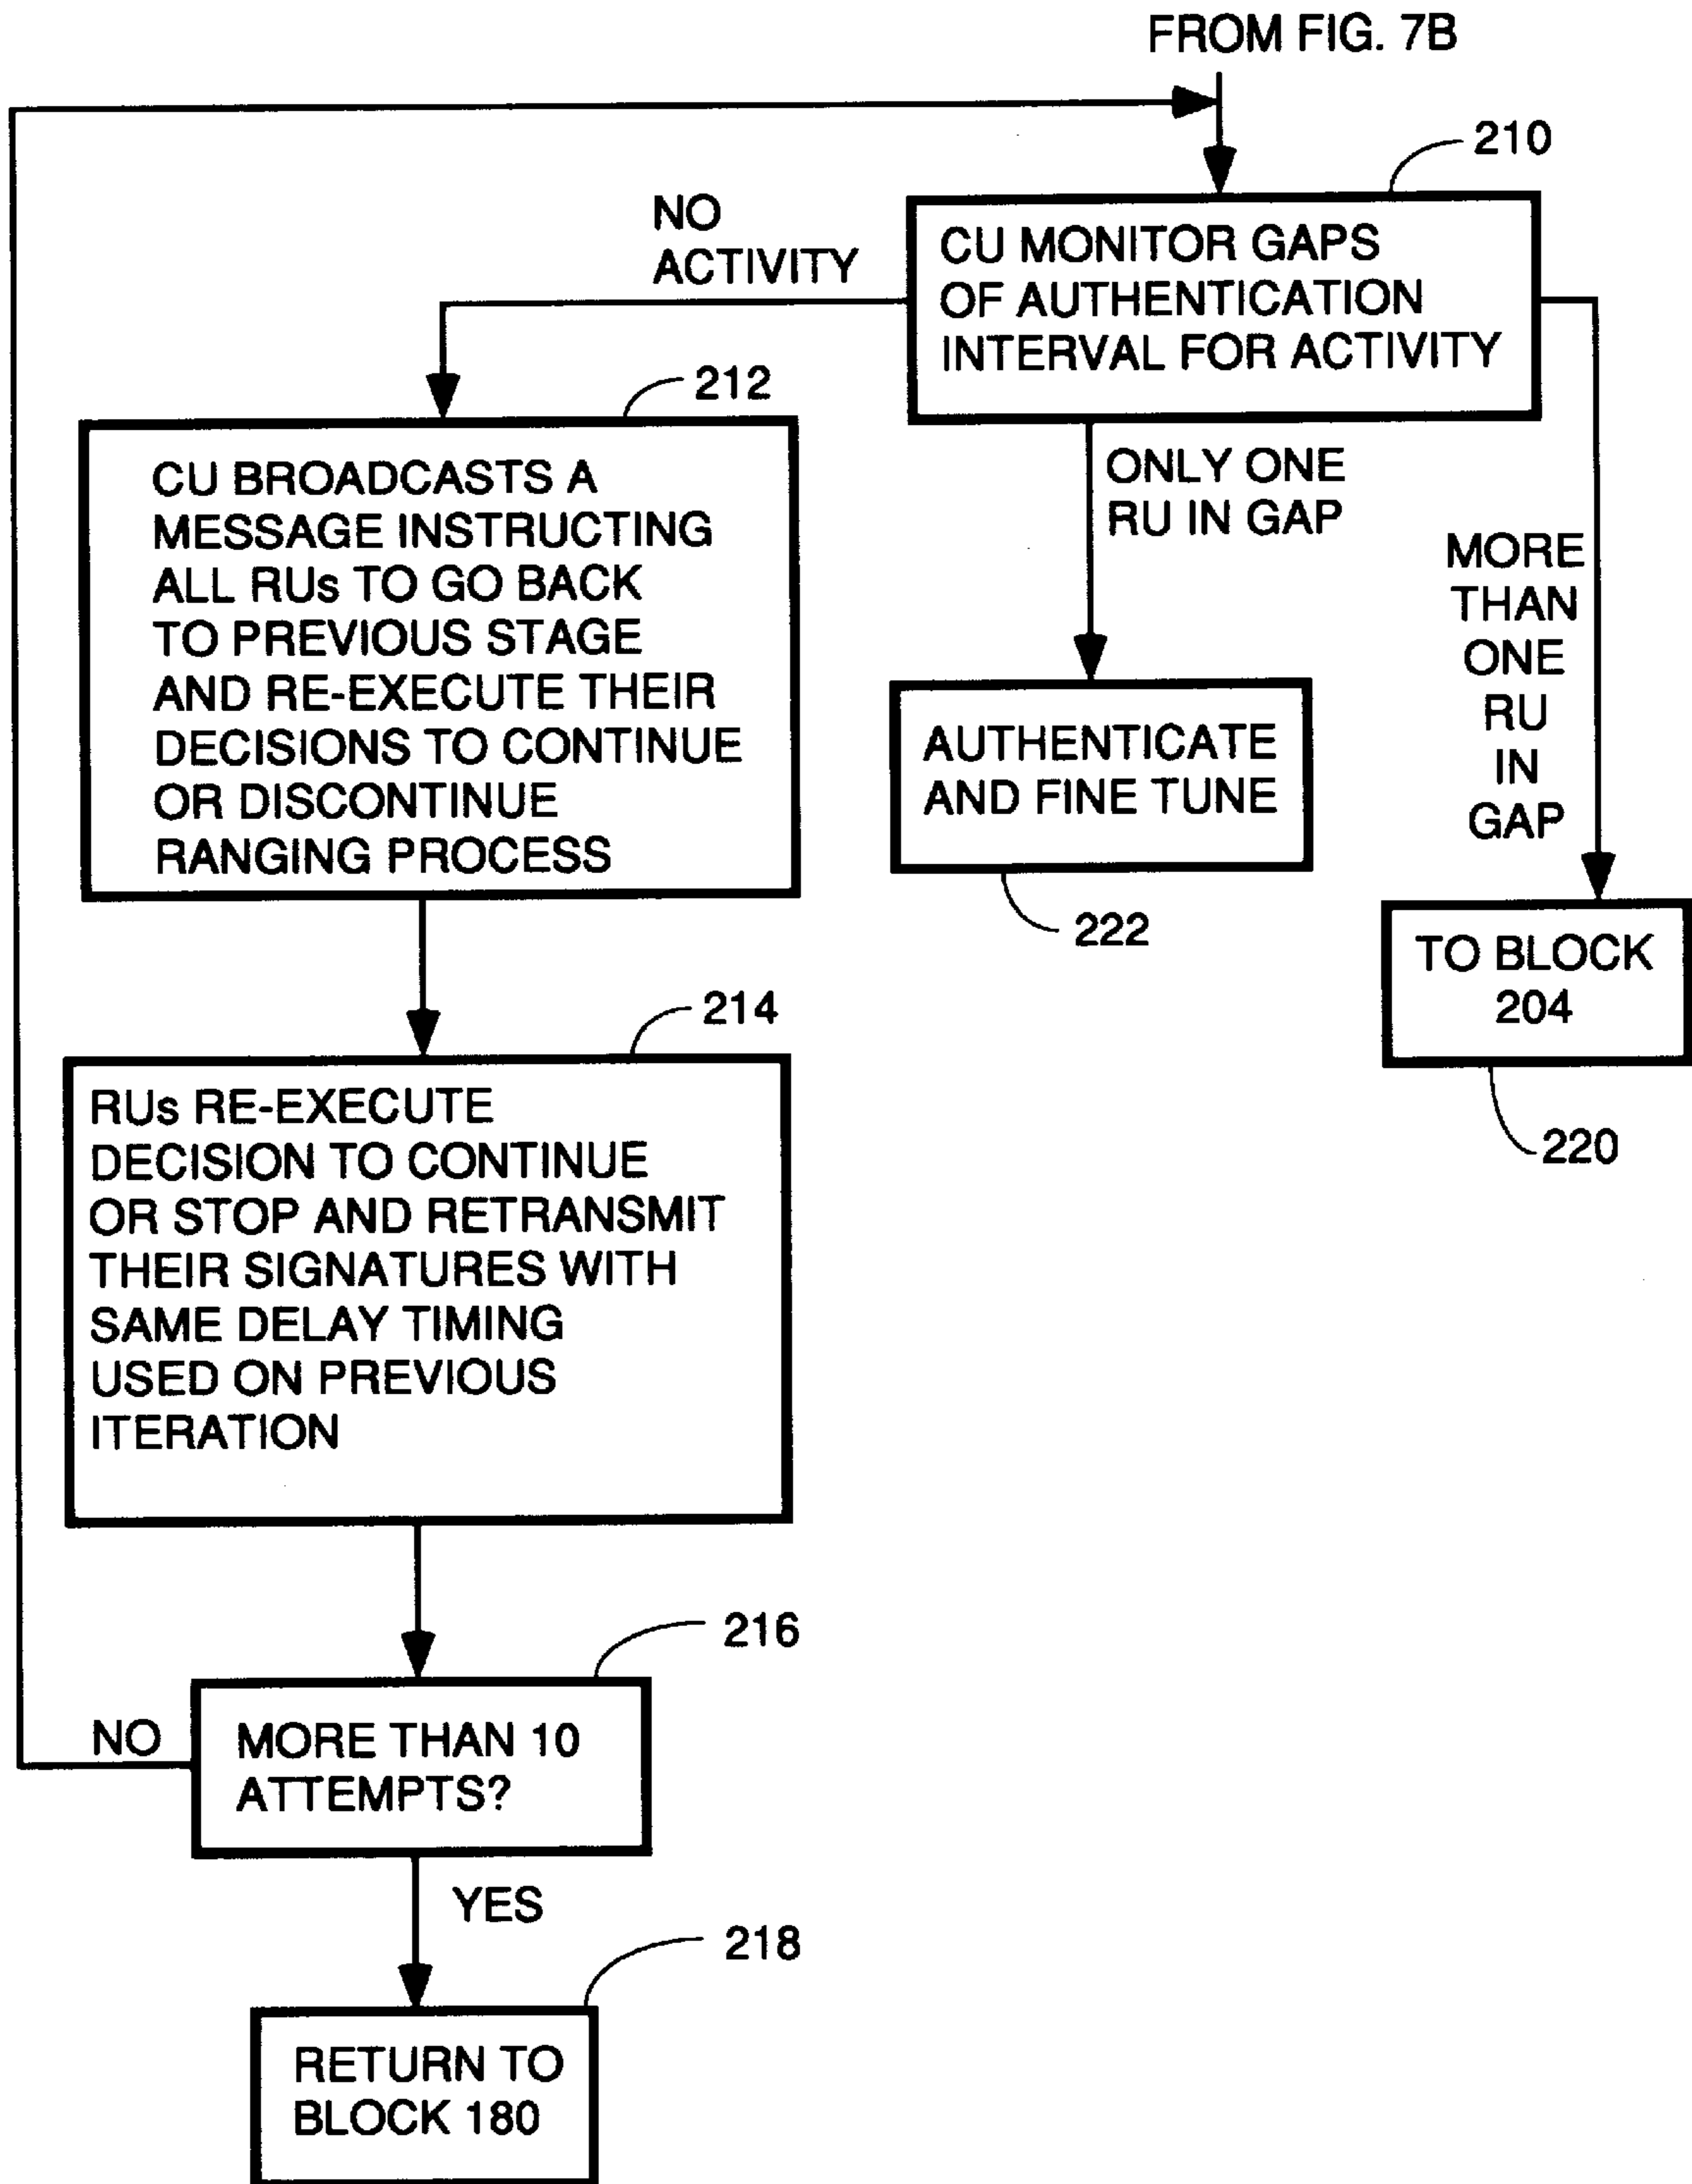 FROM FIG. 7B
210
NO
ACTIVITY
CU MONITOR GAPS
OF AUTHENTICATION
INTERVAL FOR ACTIVITY
212
CU BROADCASTS A
MESSAGE INSTRUCTING
ALL RUs TO GO BACK
TO PREVIOUS STAGE
AND RE-EXECUTE THEIR
DECISIONS TO CONTINUE
OR DISCONTINUE
RANGING PROCESS
ONLY ONE
RU IN GAP
MORE
THAN
ONE
RU
IN
GAP
AUTHENTICATE
AND FINE TUNE
222
TO BLOCK
204
220
214
RUs RE-EXECUTE
DECISION TO CONTINUE
OR STOP AND RETRANSMIT
THEIR SIGNATURES WITH
SAME DELAY TIMING
USED ON PREVIOUS
ITERATION
216
NO
MORE THAN 10
ATTEMPTS?
YES
218
RETURN TO
BLOCK 180